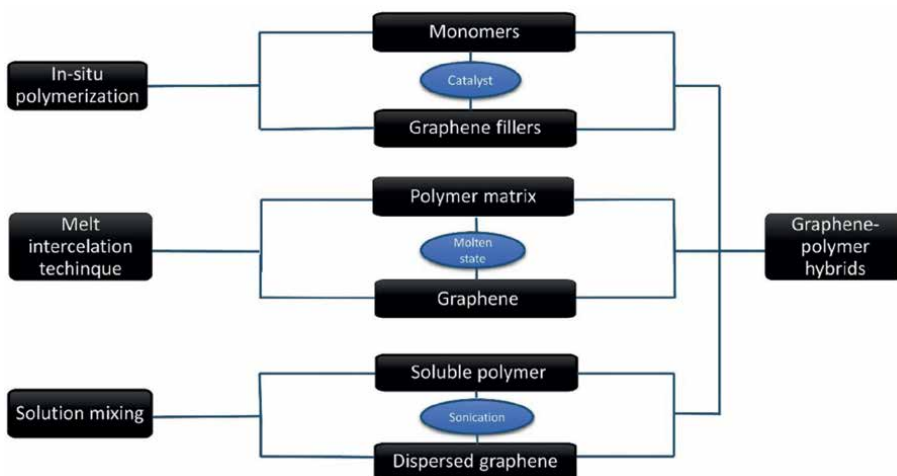 In-situ
polymerization
Monomers
Catalyst
Graphene fillers
Melt
intercelation
techinque
Polymer matrix
Molten
state
Graphene
Solution mixing
Soluble polymer
Sonication
Dispersed graphene
Graphene-
polymer
hybrids